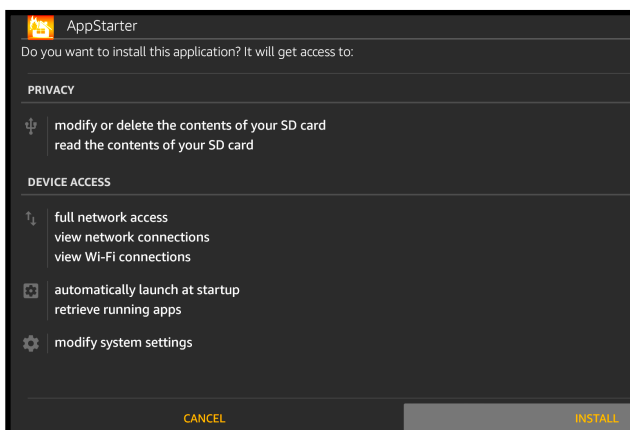 AppStarter
Do you want to install this application? It will get access to:
PRIVACY
modify or delete the contents of your SD card
read the contents of your SD card
DEVICE ACCESS
full network access
view network connections
view Wi-Fi connections
automatically launch at startup
retrieve running apps
modify system settings
CANCEL
INSTALL